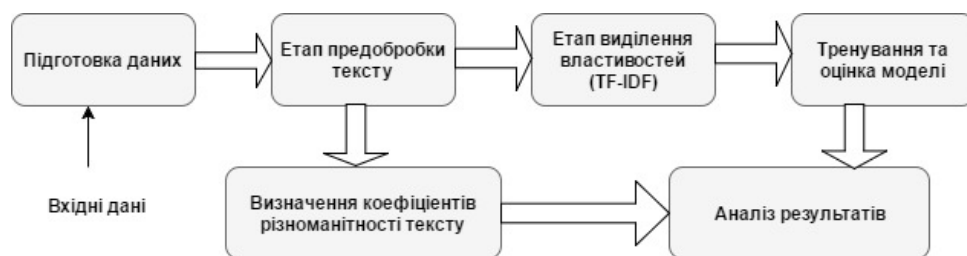 Підготовка даних
Етап предобробки
тексту
Етап виділення
властивостей
(TF-IDF)
Тренування та
оцінка моделі
Вхідні дані
Визначення коефіцієнтів
різноманітності тексту
Аналіз результатів